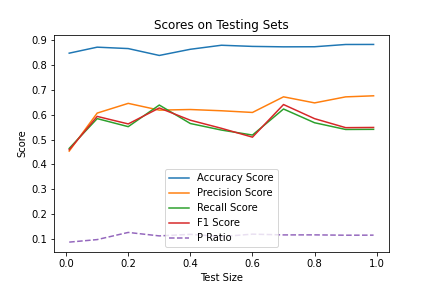 Scores on Testing Sets
0.9
0.8
0.7
0.6
0.5
0.4
0.3
0.2
0.1
Score
Accuracy Score
Precision Score
Recall Score
F1 Score
P Ratio
0.0 0.2 0.4 0.6 0.8 1.0
Test Size